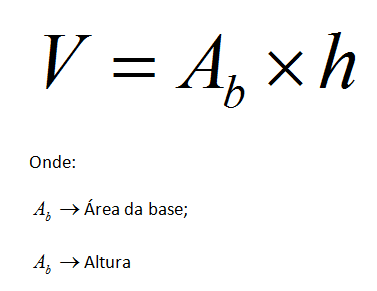 V = A_b × h
Onde:
A_b → Área da base;
A_b → Altura